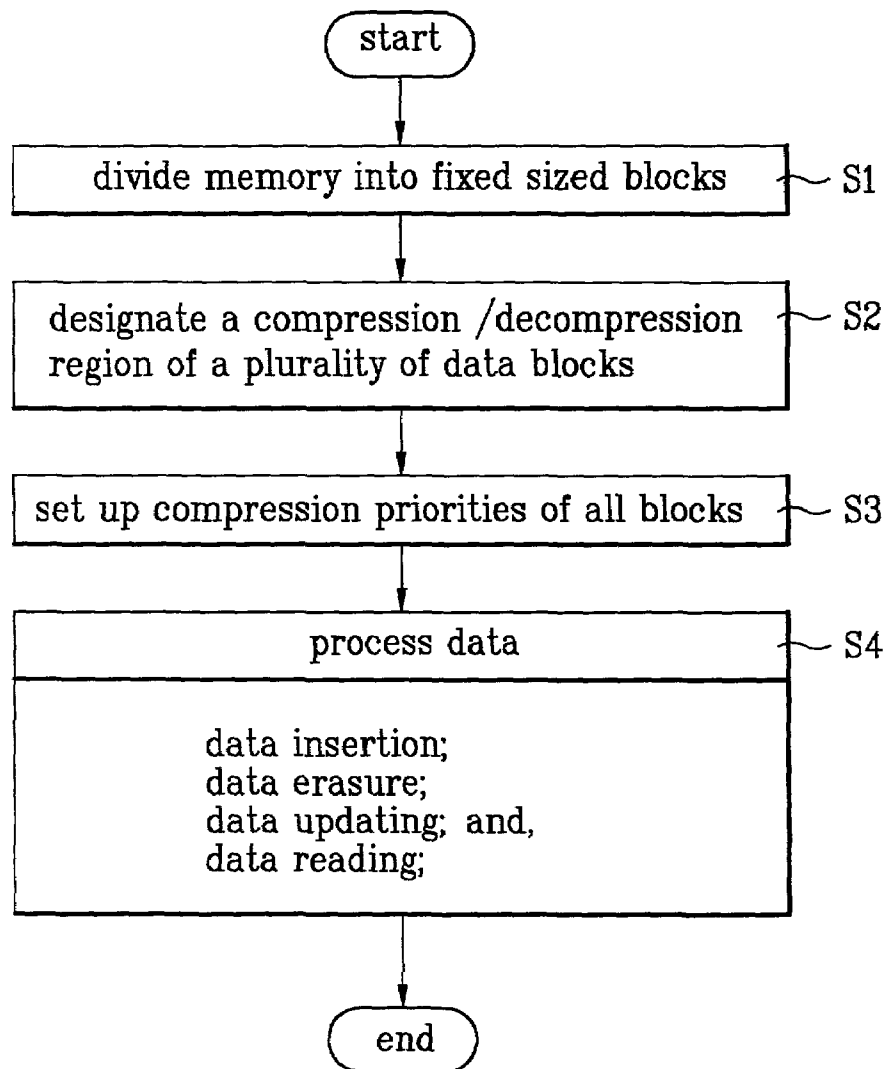 start
divide memory into fixed sized blocks
S1
designate a compression /decompression
region of a plurality of data blocks
S2
set up compression priorities of all blocks
S3
process data
S4
data insertion;
data erasure;
data updating; and,
data reading;
end